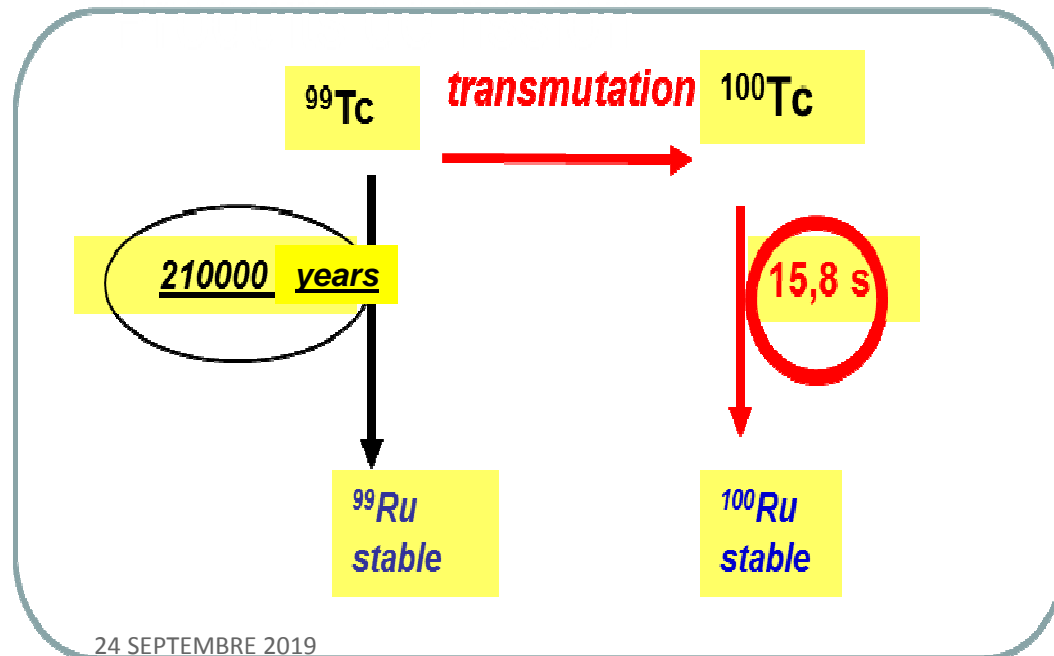 ⁹⁹Tc transmutation ¹⁰⁰Tc
210000 years 15,8 s
⁹⁹Ru ¹⁰⁰Ru
stable stable
24 SEPTEMBRE 2019